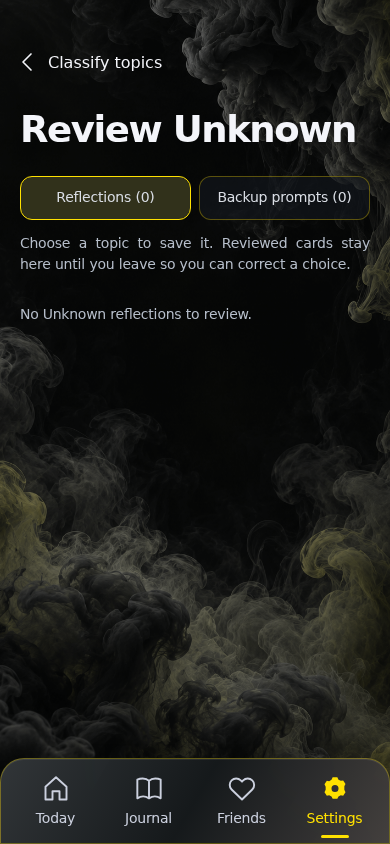 Classify topics
Review Unknown
Reflections (0)
Backup prompts (0)
Choose a topic to save it. Reviewed cards stay
here until you leave so you can correct a choice.
No Unknown reflections to review.
Today
Journal
Friends
Settings